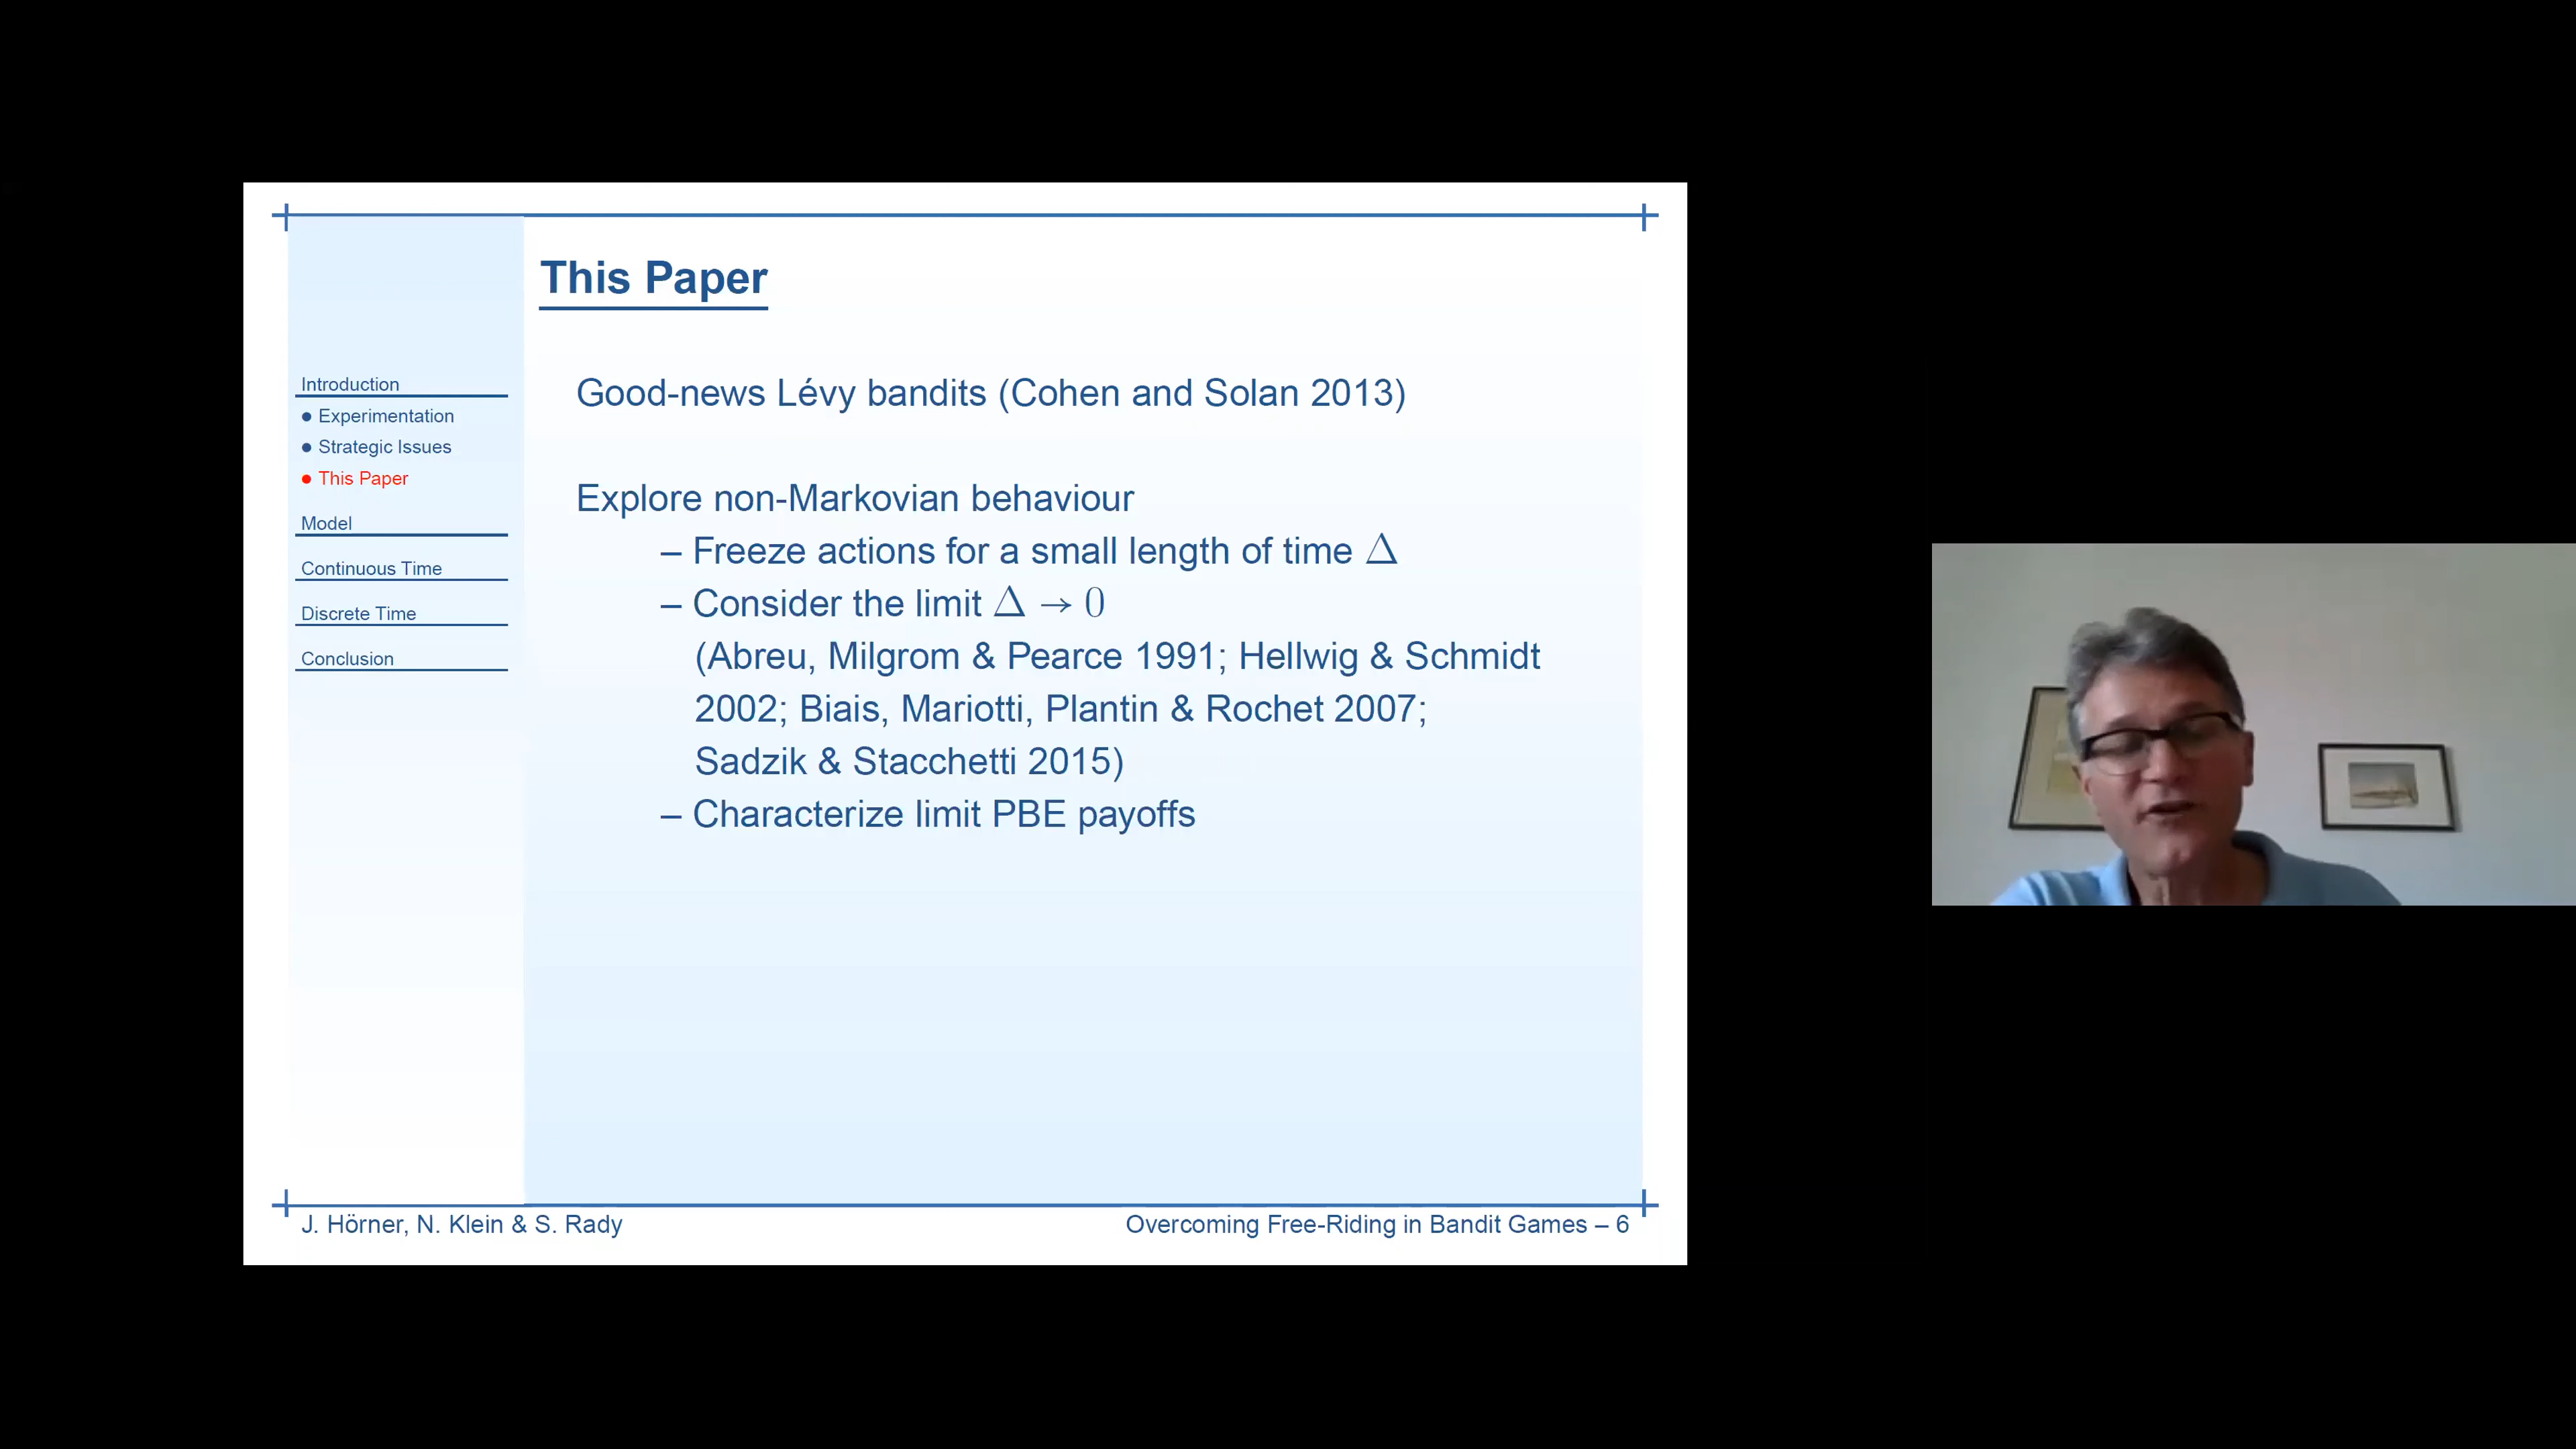 This Paper
Introduction
● Experimentation
● Strategic Issues
● This Paper
Model
Continuous Time
Discrete Time
Conclusion
Good-news Lévy bandits (Cohen and Solan 2013)
Explore non-Markovian behaviour
– Freeze actions for a small length of time Δ
– Consider the limit Δ → 0
(Abreu, Milgrom & Pearce 1991; Hellwig & Schmidt
2002; Biais, Mariotti, Plantin & Rochet 2007;
Sadzik & Stacchetti 2015)
– Characterize limit PBE payoffs
J. Hörner, N. Klein & S. Rady
Overcoming Free-Riding in Bandit Games – 6